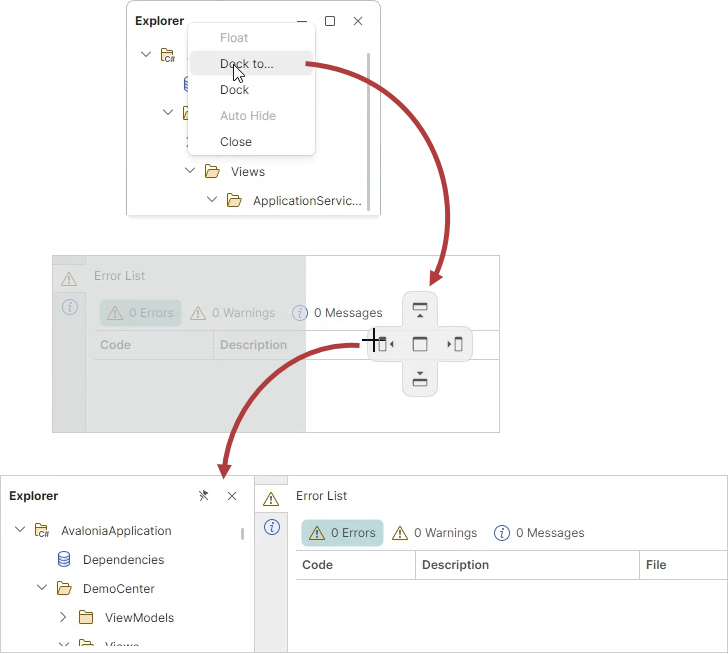 Explorer
Float
C#
Dock to...
Dock
Auto Hide
Close
Views
ApplicationServic...
Error List
0 Errors
0 Warnings
0 Messages
Code
Description
Explorer
Error List
C#
AvaloniaApplication
0 Errors
0 Warnings
0 Messages
Dependencies
Code
Description
File
DemoCenter
ViewModels
Views